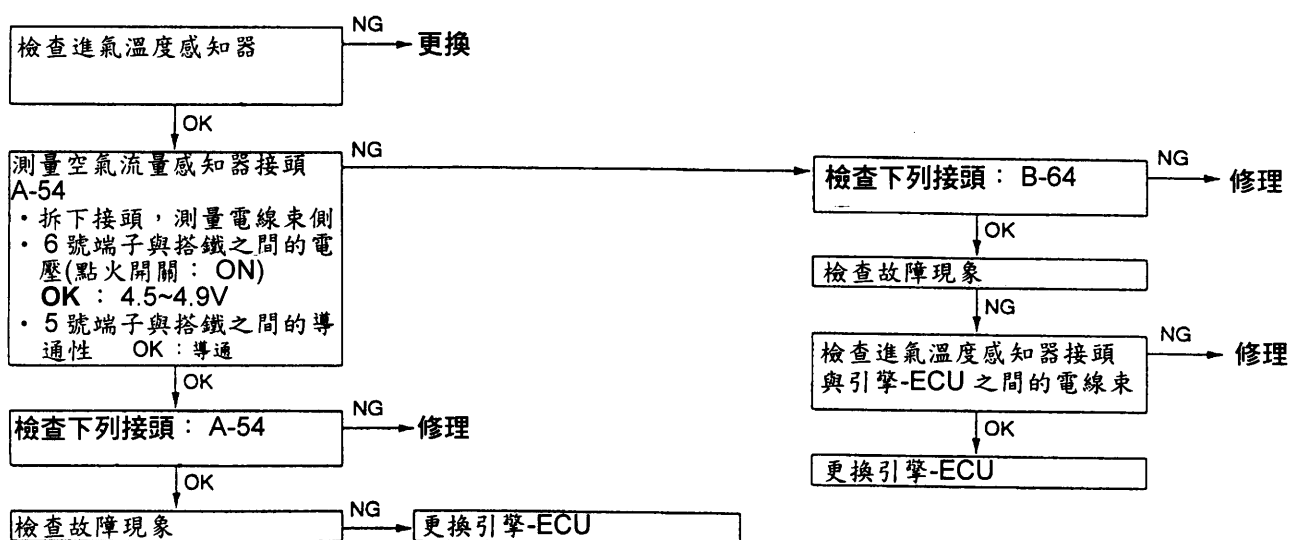 檢查進氣溫度感知器
NG
更換
OK
測量空氣流量感知器接頭
A-54
・拆下接頭，測量電線束側
・6號端子與搭鐵之間的電
壓(點火開關：ON)
OK：4.5~4.9V
・5號端子與搭鐵之間的導
通性 OK：導通
NG
OK
檢查下列接頭：A-54
NG
修理
OK
檢查故障現象
NG
更換引擎-ECU
檢查下列接頭：B-64
NG
修理
OK
檢查故障現象
NG
檢查進氣溫度感知器接頭
與引擎-ECU之間的電線束
NG
修理
OK
更換引擎-ECU